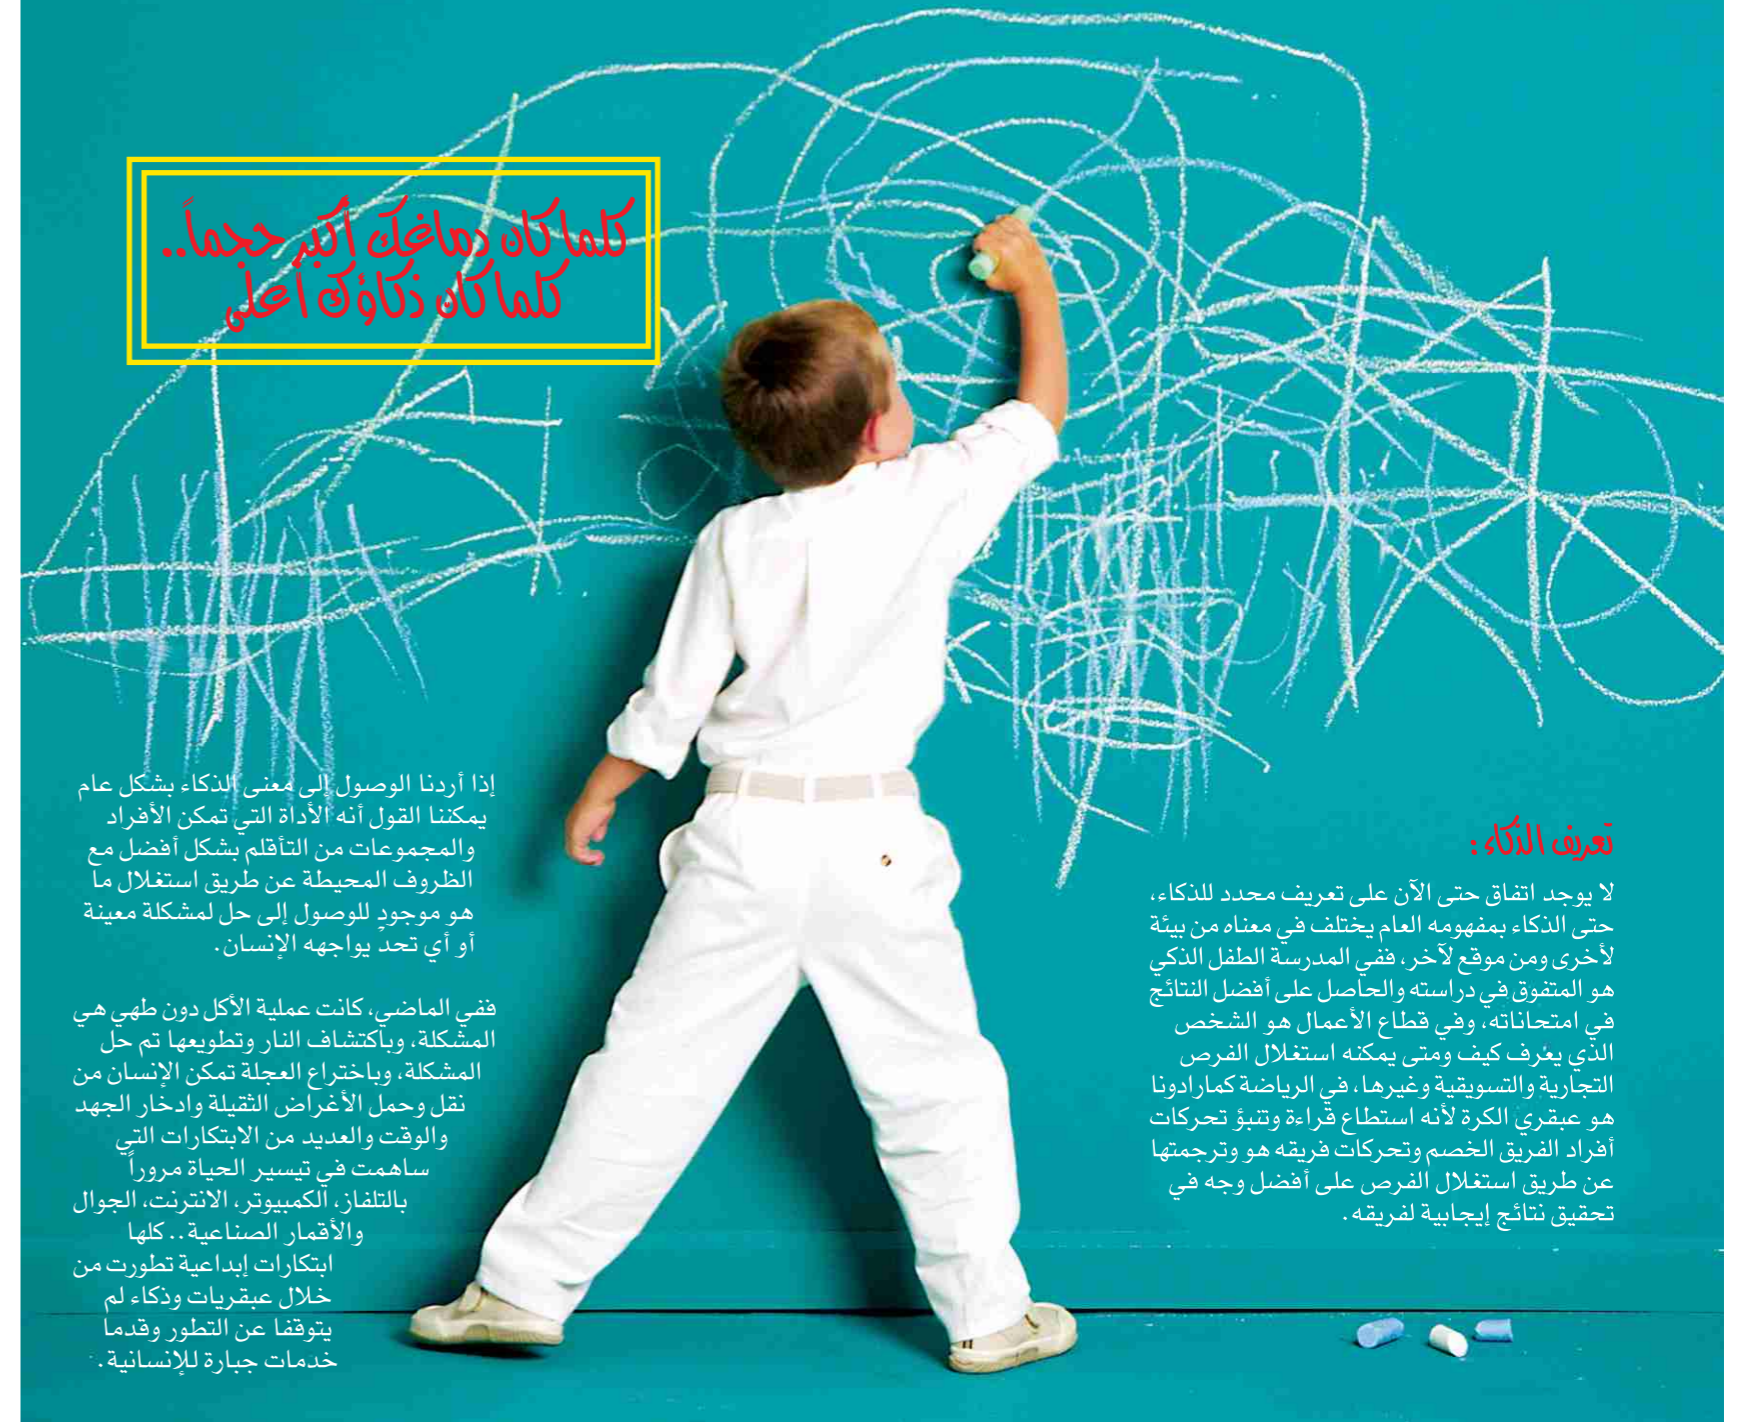 كلما كان دماغك أكبر حجماً..
كلما كان ذكاؤك أعلى
تعريف الذكاء:
لا يوجد اتفاق حتى الآن على تعريف محدد للذكاء،
حتى الذكاء بمفهومه العام يختلف في معناه من بيئة
لأخرى ومن موقع لآخر، ففي المدرسة الطفل الذكي
هو المتفوق في دراسته والحاصل على أفضل النتائج
في امتحاناته، وفي قطاع الأعمال هو الشخص
الذي يعرف كيف ومتى يمكنه استغلال الفرص
التجارية والتسويقية وغيرها، في الرياضة كمارادونا
هو عبقري الكرة لأنه استطاع قراءة وتنبؤ تحركات
أفراد الفريق الخصم وتحركات فريقه هو وترجمتها
عن طريق استغلال الفرص على أفضل وجه في
تحقيق نتائج إيجابية لفريقه.
إذا أردنا الوصول إلى معنى الذكاء بشكل عام
يمكننا القول أنه الأداة التي تمكن الأفراد
والمجموعات من التأقلم بشكل أفضل مع
الظروف المحيطة عن طريق استغلال ما
هو موجود للوصول إلى حل لمشكلة معينة
أو أي تحدٍّ يواجهه الإنسان.
ففي الماضي، كانت عملية الأكل دون طهي هي
المشكلة، وباكتشاف النار وتطويعها تم حل
المشكلة، وباختراع العجلة تمكن الإنسان من
نقل وحمل الأغراض الثقيلة وادخار الجهد
والوقت والعديد من الابتكارات التي
ساهمت في تيسير الحياة مروراً
بالتلفاز، الكمبيوتر، الانترنت، الجوال
والأقمار الصناعية.. كلها
ابتكارات إبداعية تطورت من
خلال عبقريات وذكاء لم
يتوقفا عن التطور وقدما
خدمات جبارة للإنسانية.